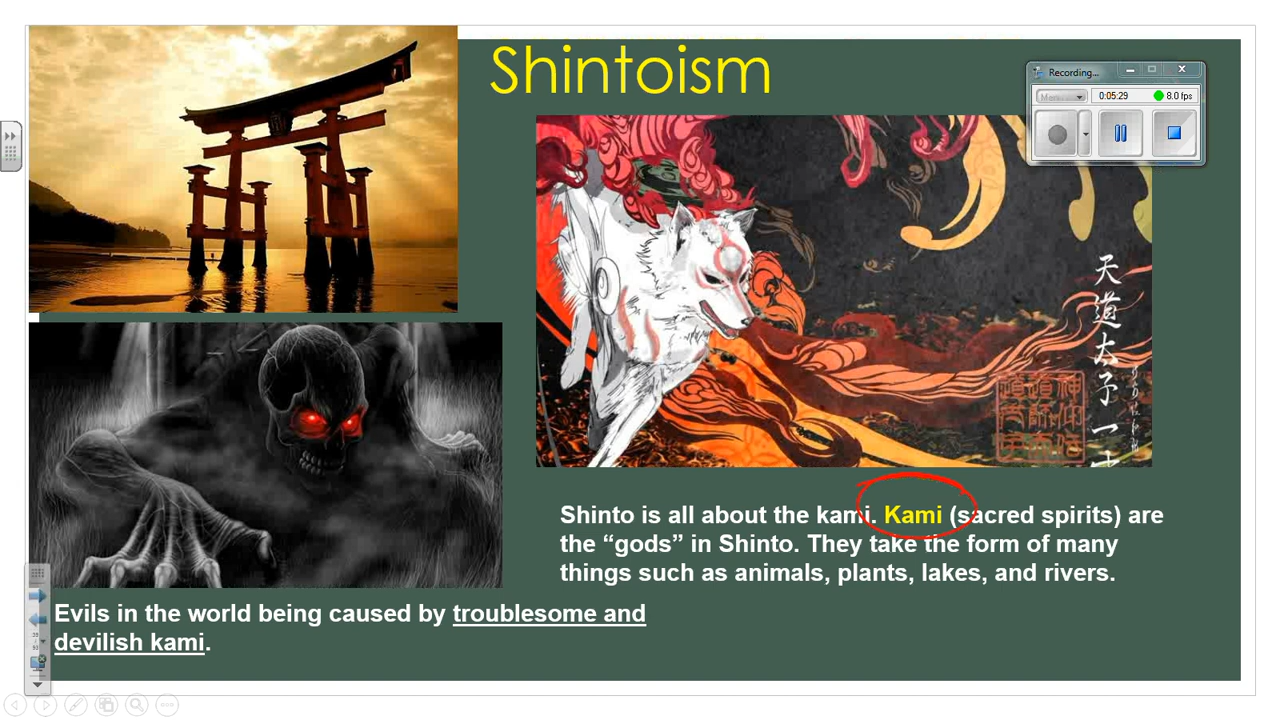 Shintoism
Recording...
Menu
0:05:29
8.0 fps
天道太子一
Shinto is all about the kami. Kami (sacred spirits) are
the “gods” in Shinto. They take the form of many
things such as animals, plants, lakes, and rivers.
Evils in the world being caused by troublesome and
devilish kami.